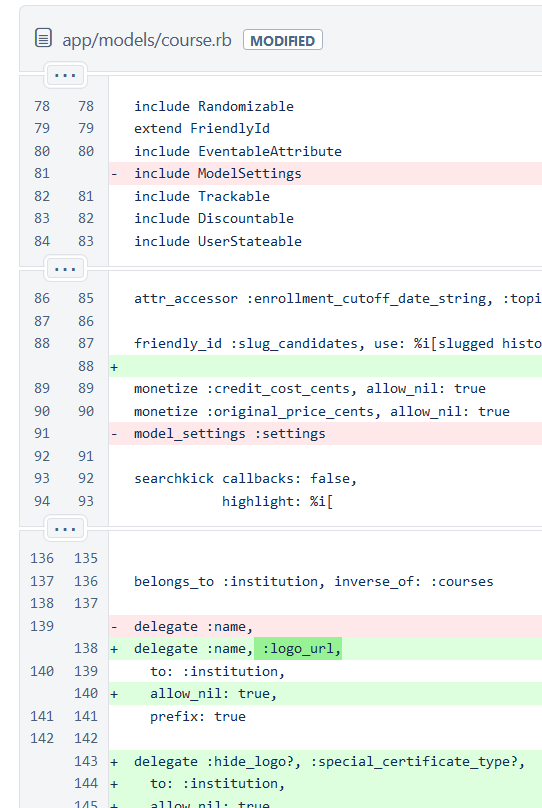 app/models/course.rb MODIFIED
...
78 78 include Randomizable
79 79 extend FriendlyId
80 80 include EventableAttribute
81 - include ModelSettings
82 81 include Trackable
83 82 include Discountable
84 83 include UserStateable
...
86 85 attr_accessor :enrollment_cutoff_date_string, :topi
87 86
88 87 friendly_id :slug_candidates, use: %i[slugged histo
88 +
89 89 monetize :credit_cost_cents, allow_nil: true
90 90 monetize :original_price_cents, allow_nil: true
91 - model_settings :settings
92 91
93 92 searchkick callbacks: false,
94 93 highlight: %i[
...
136 135
137 136 belongs_to :institution, inverse_of: :courses
138 137
139 - delegate :name,
138 + delegate :name, :logo_url,
140 139 to: :institution,
140 + allow_nil: true,
141 141 prefix: true
142 142
143 + delegate :hide_logo?, :special_certificate_type?,
144 + to: :institution,
145 + allow_nil: true